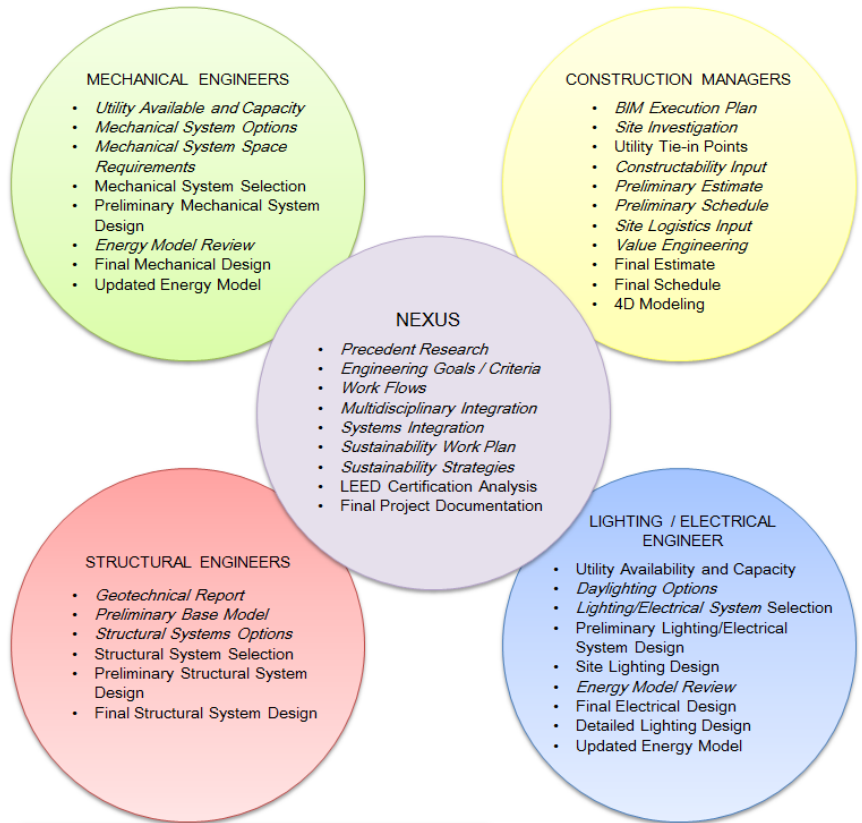 MECHANICAL ENGINEERS
• Utility Available and Capacity
• Mechanical System Options
• Mechanical System Space
Requirements
• Mechanical System Selection
• Preliminary Mechanical System
Design
• Energy Model Review
• Final Mechanical Design
• Updated Energy Model
CONSTRUCTION MANAGERS
• BIM Execution Plan
• Site Investigation
• Utility Tie-in Points
• Constructability Input
• Preliminary Estimate
• Preliminary Schedule
• Site Logistics Input
• Value Engineering
• Final Estimate
• Final Schedule
• 4D Modeling
NEXUS
• Precedent Research
• Engineering Goals / Criteria
• Work Flows
• Multidisciplinary Integration
• Systems Integration
• Sustainability Work Plan
• Sustainability Strategies
• LEED Certification Analysis
• Final Project Documentation
STRUCTURAL ENGINEERS
• Geotechnical Report
• Preliminary Base Model
• Structural Systems Options
• Structural System Selection
• Preliminary Structural System
Design
• Final Structural System Design
LIGHTING / ELECTRICAL
ENGINEER
• Utility Availability and Capacity
• Daylighting Options
• Lighting/Electrical System Selection
• Preliminary Lighting/Electrical
System Design
• Site Lighting Design
• Energy Model Review
• Final Electrical Design
• Detailed Lighting Design
• Updated Energy Model